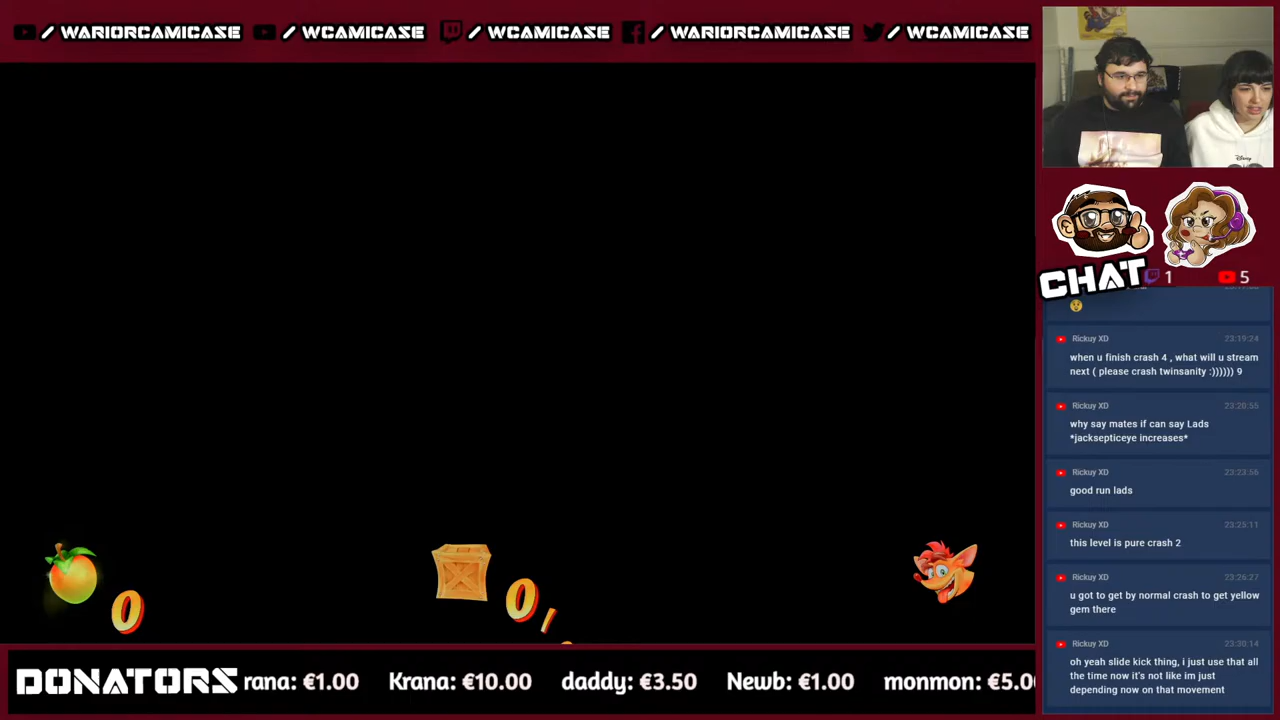 / WARIORCAMICASE / WCAMICASE / WCAMICASE / WARIORCAMICASE / WCAMICASE
Disney
CHAT 1 5
Rickuy XD 23:19:24
when u finish crash 4 , what will u stream
next ( please crash twinsanity :)))))) 9
Rickuy XD 23:20:55
why say mates if can say Lads
*jacksepticeye increases*
Rickuy XD 23:23:56
good run lads
Rickuy XD 23:25:11
this level is pure crash 2
Rickuy XD 23:26:27
u got to get by normal crash to get yellow
gem there
Rickuy XD 23:30:14
oh yeah slide kick thing, i just use that all
the time now it's not like im just
depending now on that movement
0
0/
DONATORS rana: €1.00 Krana: €10.00 daddy: €3.50 Newb: €1.00 monmon: €5.0